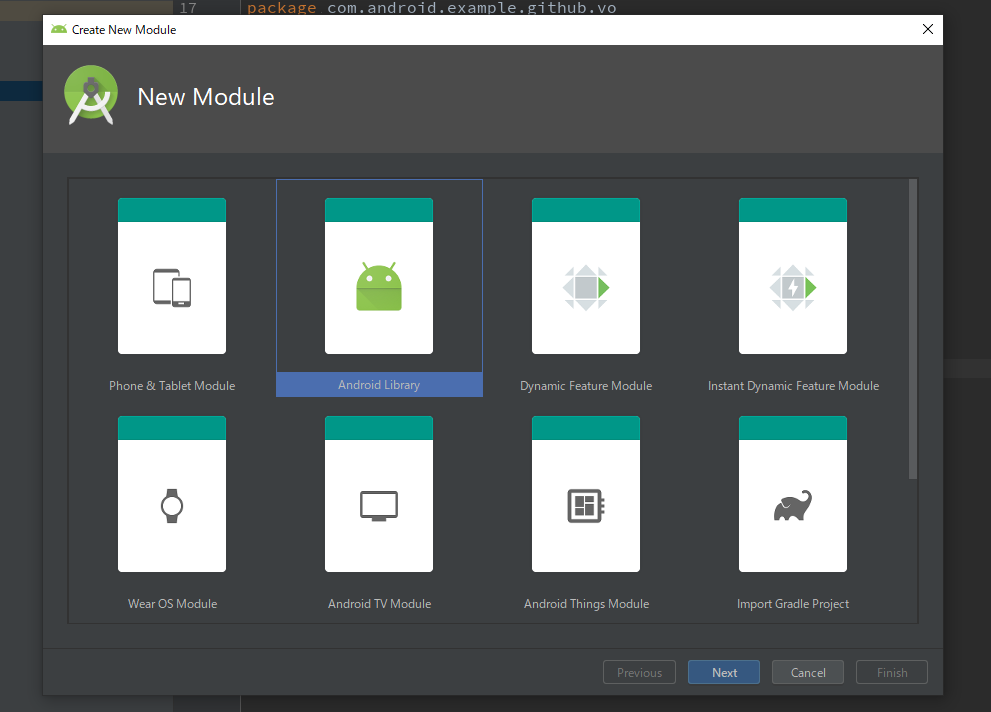 17 package com.android.example.github.vo
Create New Module
New Module
Phone & Tablet Module
Android Library
Dynamic Feature Module
Instant Dynamic Feature Module
Wear OS Module
Android TV Module
Android Things Module
Import Gradle Project
Previous
Next
Cancel
Finish